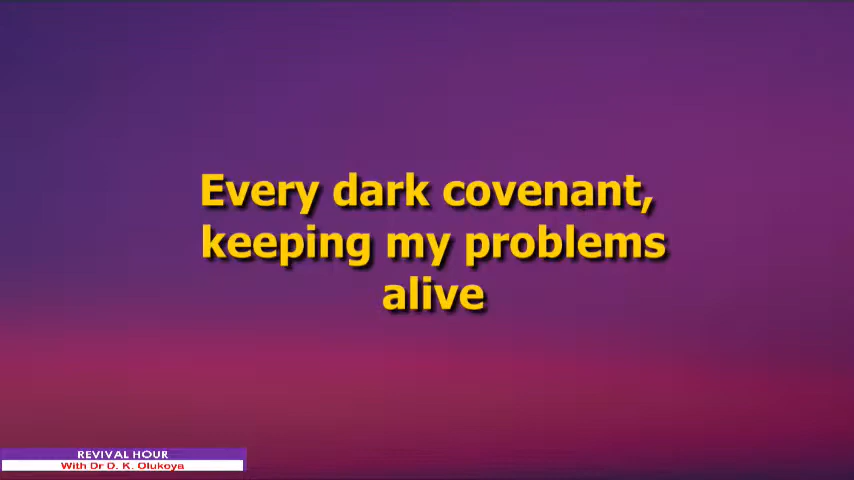 Every dark covenant,
keeping my problems
alive
REVIVAL HOUR
With Dr D. K. Olukoya